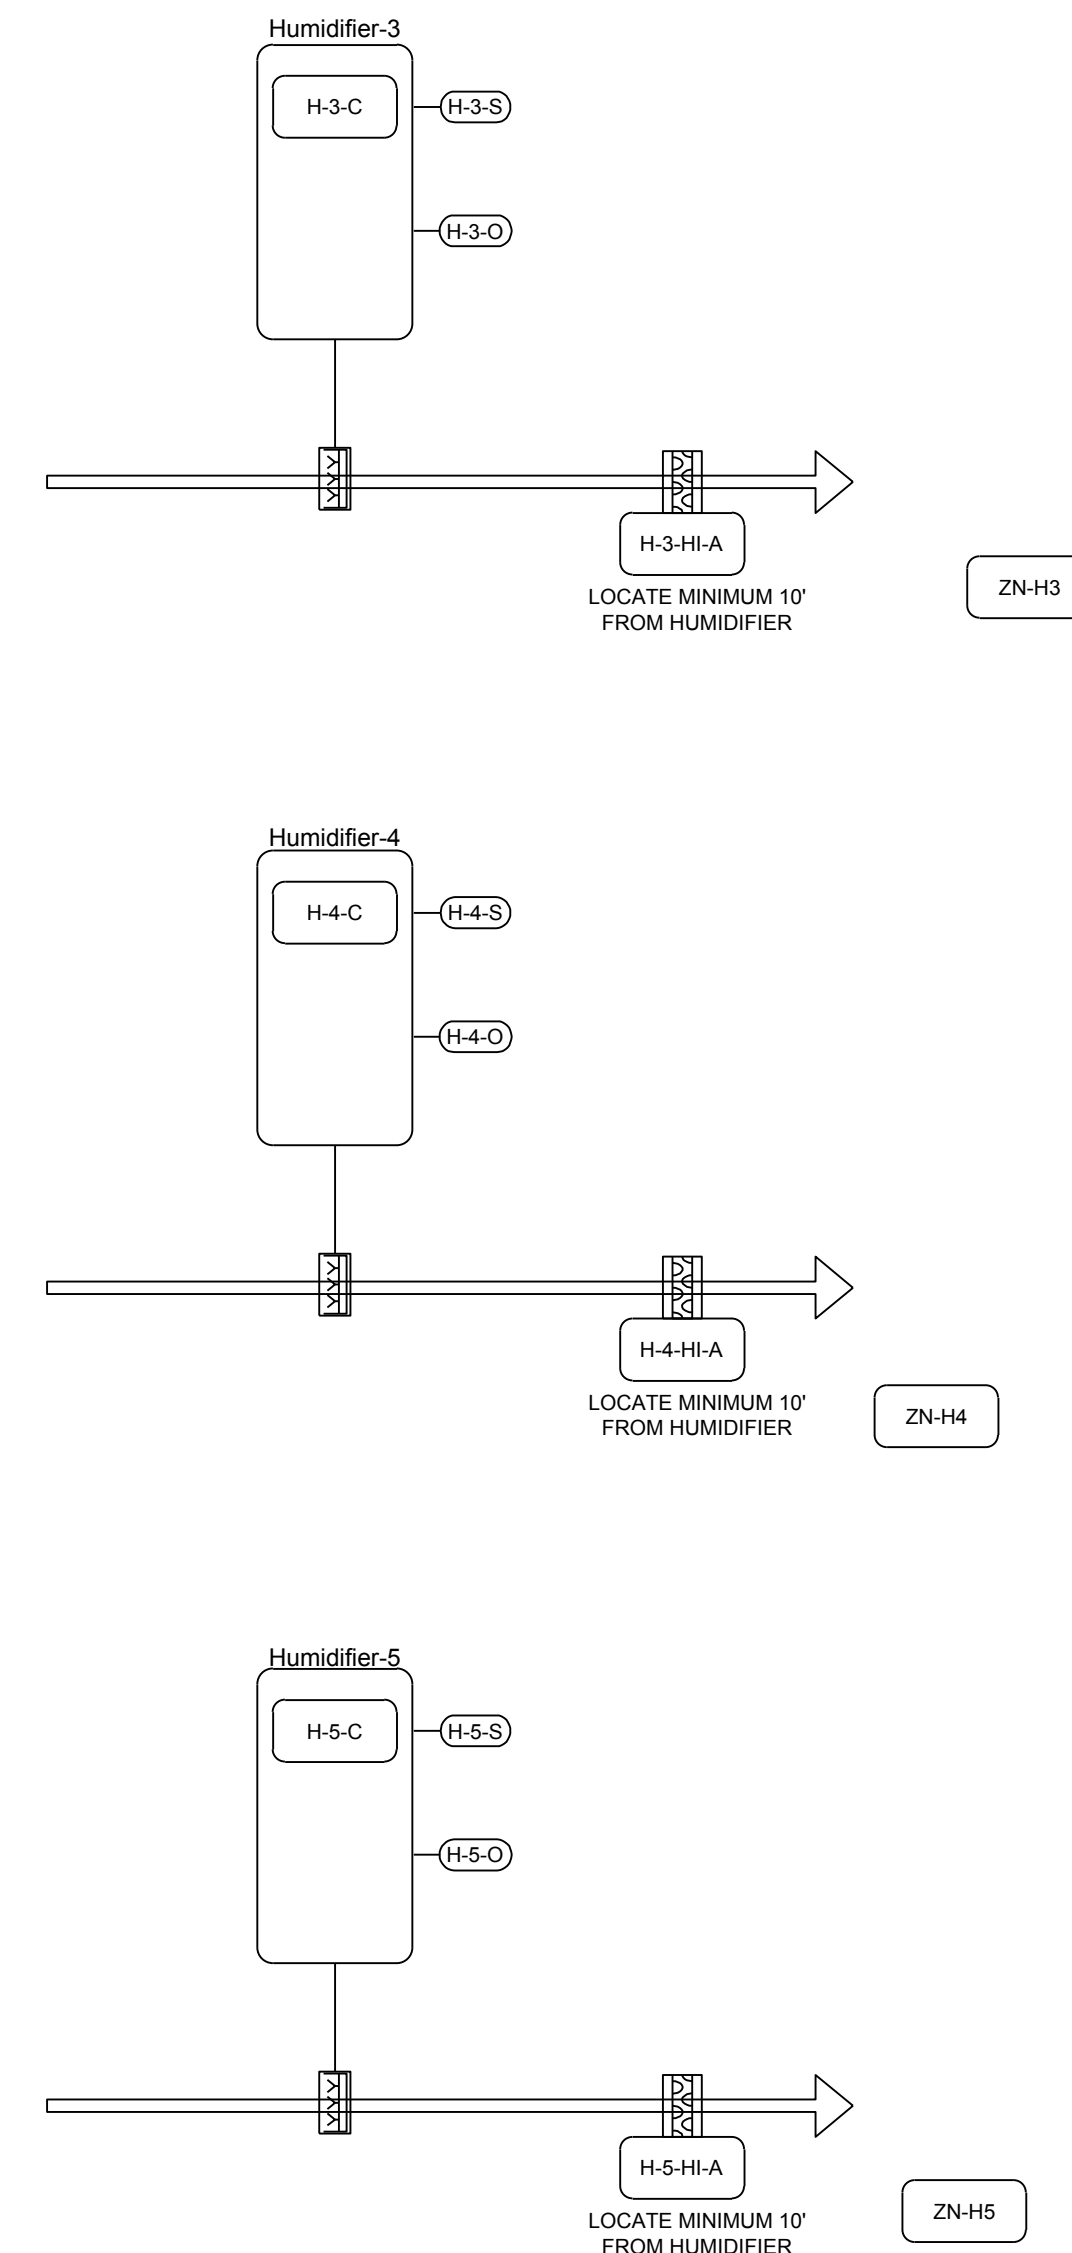 Humidifier-3
H-3-C
H-3-S
H-3-O
H-3-HI-A
LOCATE MINIMUM 10'
FROM HUMIDIFIER
ZN-H3
Humidifier-4
H-4-C
H-4-S
H-4-O
H-4-HI-A
LOCATE MINIMUM 10'
FROM HUMIDIFIER
ZN-H4
Humidifier-5
H-5-C
H-5-S
H-5-O
H-5-HI-A
LOCATE MINIMUM 10'
FROM HUMIDIFIER
ZN-H5